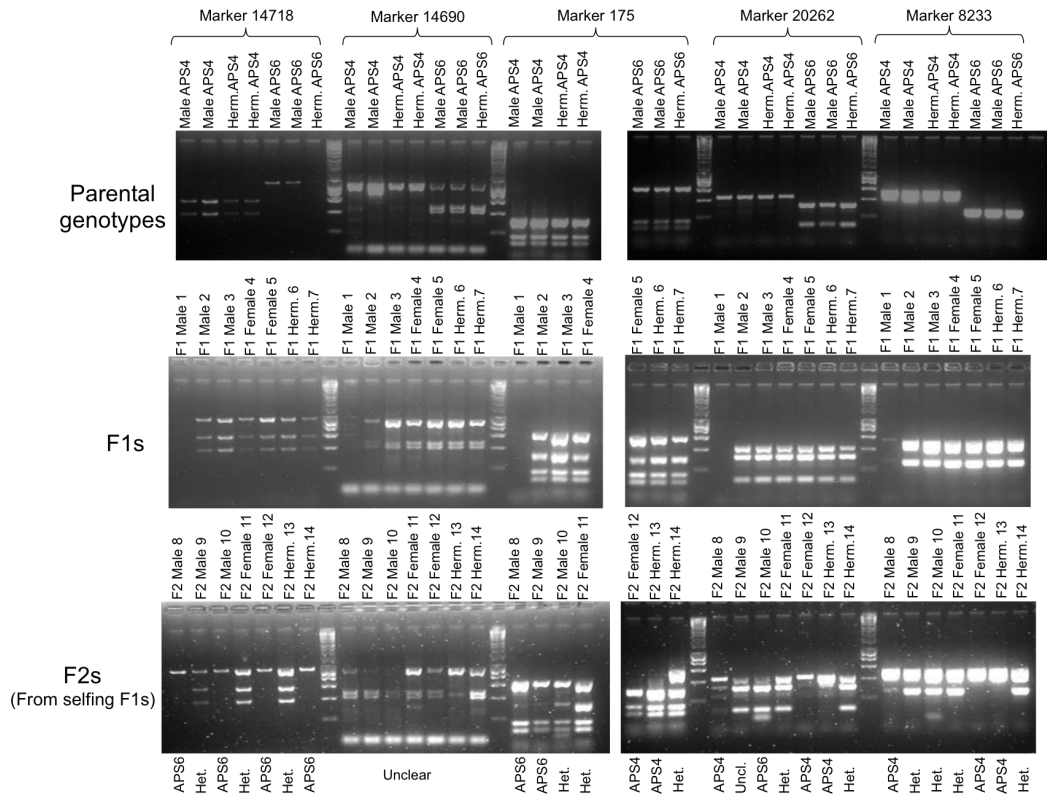 Marker 14718 Marker 14690 Marker 175 Marker 20262 Marker 8233
Male APS4 Male APS4 Herm.APS4 Herm. APS4 Male APS6 Male APS6 Herm. APS6 Male APS4 Male APS4 Herm.APS4 Herm. APS4 Male APS6 Male APS6 Herm. APS6 Male APS4 Male APS4 Herm.APS4 Herm. APS4 Male APS6 Male APS6 Herm. APS6 Male APS4 Male APS4 Herm.APS4 Herm. APS4 Male APS6 Male APS6 Herm. APS6 Male APS4 Male APS4 Herm.APS4 Herm. APS4 Male APS6 Male APS6 Herm. APS6
Parental
genotypes
F1 Male 1 F1 Male 2 F1 Male 3 F1 Female 4 F1 Female 5 F1 Herm. 6 F1 Herm.7 F1 Male 1 F1 Male 2 F1 Male 3 F1 Female 4 F1 Female 5 F1 Herm. 6 F1 Herm.7 F1 Male 1 F1 Male 2 F1 Male 3 F1 Female 4 F1 Female 5 F1 Herm. 6 F1 Herm.7 F1 Male 1 F1 Male 2 F1 Male 3 F1 Female 4 F1 Female 5 F1 Herm. 6 F1 Herm.7 F1 Male 1 F1 Male 2 F1 Male 3 F1 Female 4 F1 Female 5 F1 Herm. 6 F1 Herm.7
F1s
F2 Male 8 F2 Male 9 F2 Male 10 F2 Female 11 F2 Female 12 F2 Herm. 13 F2 Herm.14 F2 Male 8 F2 Male 9 F2 Male 10 F2 Female 11 F2 Female 12 F2 Herm. 13 F2 Herm.14 F2 Male 8 F2 Male 9 F2 Male 10 F2 Female 11 F2 Female 12 F2 Herm. 13 F2 Herm.14 F2 Male 8 F2 Male 9 F2 Male 10 F2 Female 11 F2 Female 12 F2 Herm. 13 F2 Herm.14 F2 Male 8 F2 Male 9 F2 Male 10 F2 Female 11 F2 Female 12 F2 Herm. 13 F2 Herm.14
F2s
(From selfing F1s)
APS6 Het. APS6 Het. APS6 Het. APS6 Unclear APS6 APS6 Het. Het. APS4 APS4 Het. APS4 Uncl. APS6 Het. APS4 APS4 Het. APS4 Het. Het. Het. APS4 APS4 Het.